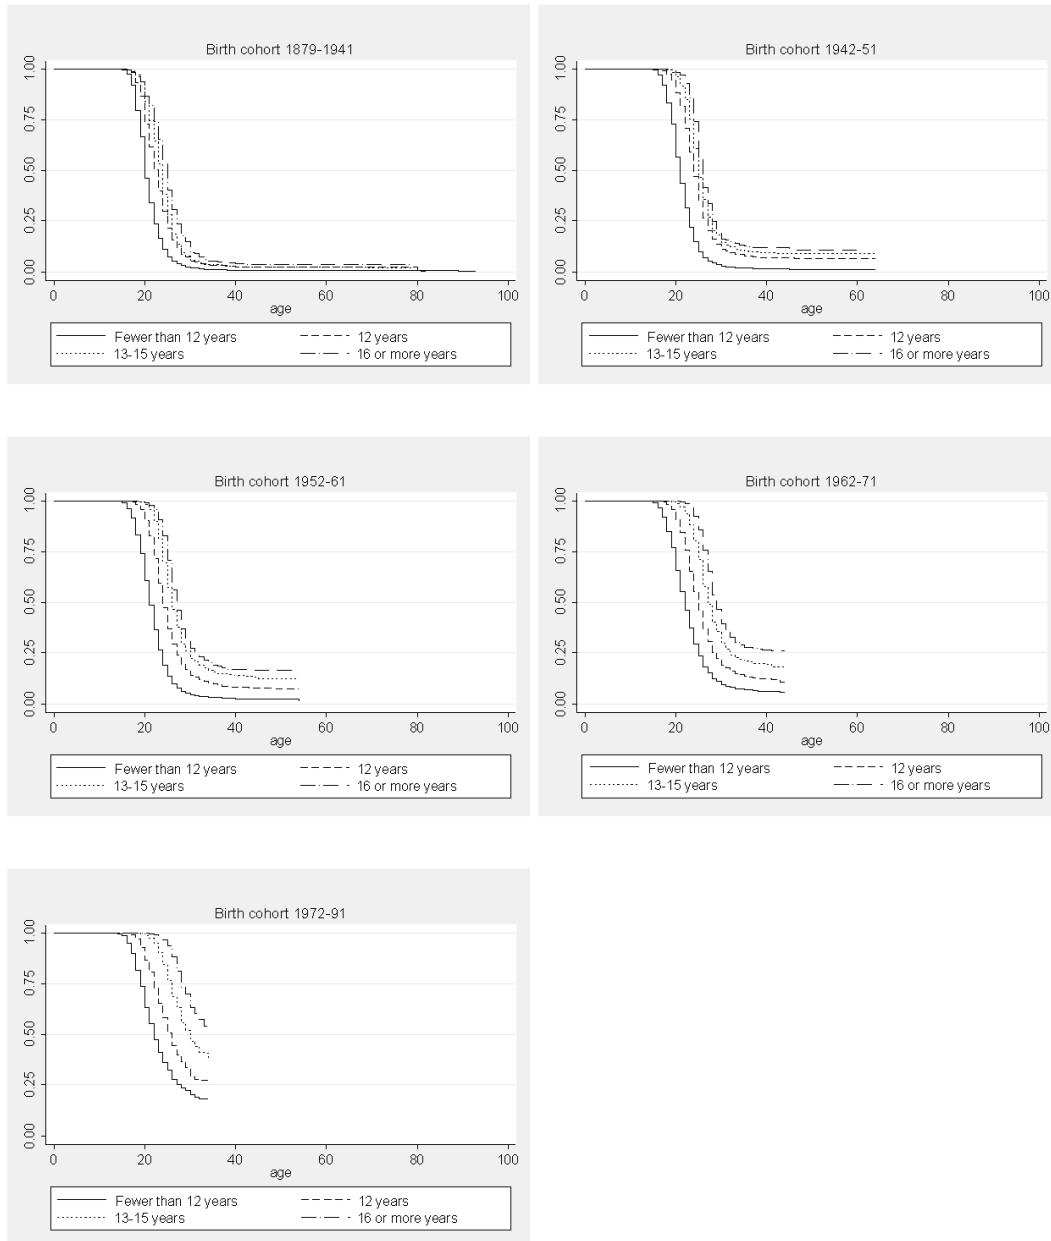 Birth cohort 1879-1941
1.00
0.75
0.50
0.25
0.00
0 20 40 60 80 100
age
Fewer than 12 years 12 years
13-15 years 16 or more years
Birth cohort 1942-51
1.00
0.75
0.50
0.25
0.00
0 20 40 60 80 100
age
Fewer than 12 years 12 years
13-15 years 16 or more years
Birth cohort 1952-61
1.00
0.75
0.50
0.25
0.00
0 20 40 60 80 100
age
Fewer than 12 years 12 years
13-15 years 16 or more years
Birth cohort 1962-71
1.00
0.75
0.50
0.25
0.00
0 20 40 60 80 100
age
Fewer than 12 years 12 years
13-15 years 16 or more years
Birth cohort 1972-91
1.00
0.75
0.50
0.25
0.00
0 20 40 60 80 100
age
Fewer than 12 years 12 years
13-15 years 16 or more years